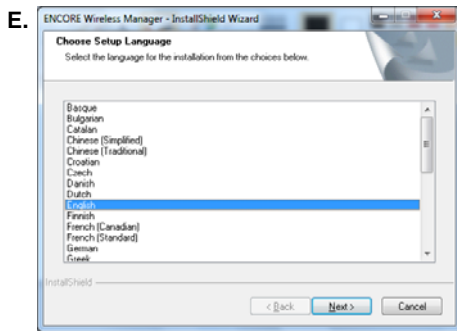 E.
ENCORE Wireless Manager - InstallShield Wizard
Choose Setup Language
Select the language for the installation from the choices below.
Basque
Bulgarian
Catalan
Chinese (Simplified)
Chinese (Traditional)
Croatian
Czech
Danish
Dutch
English
Finnish
French (Canadian)
French (Standard)
German
Greek
InstallShield
< Back
Next >
Cancel